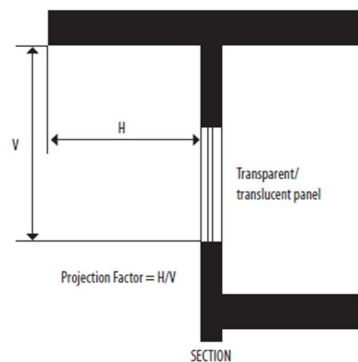 H
V
Transparent/
translucent panel
Projection Factor = H/V
SECTION